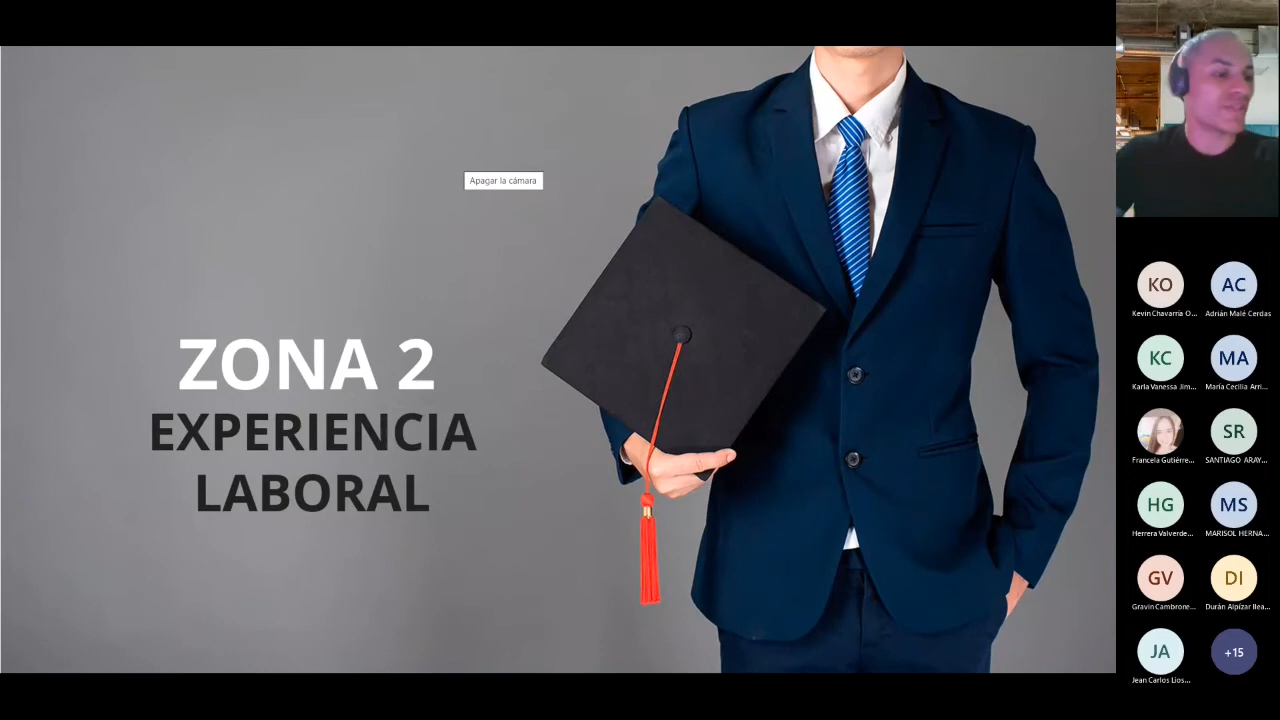 Apagar la cámara
ZONA 2
EXPERIENCIA
LABORAL
KO
AC
Kevin Chavarría O...
Adrián Malé Cerdas
KC
MA
Karla Vanessa Jim...
María Cecilia Arri...
SR
Francela Gutiérre...
SANTIAGO ARAY...
HG
MS
Herrera Valverde...
MARISOL HERNA...
GV
DI
Gravin Cambrone...
Durán Alpízar Ilea...
JA
+15
Jean Carlos Lios...